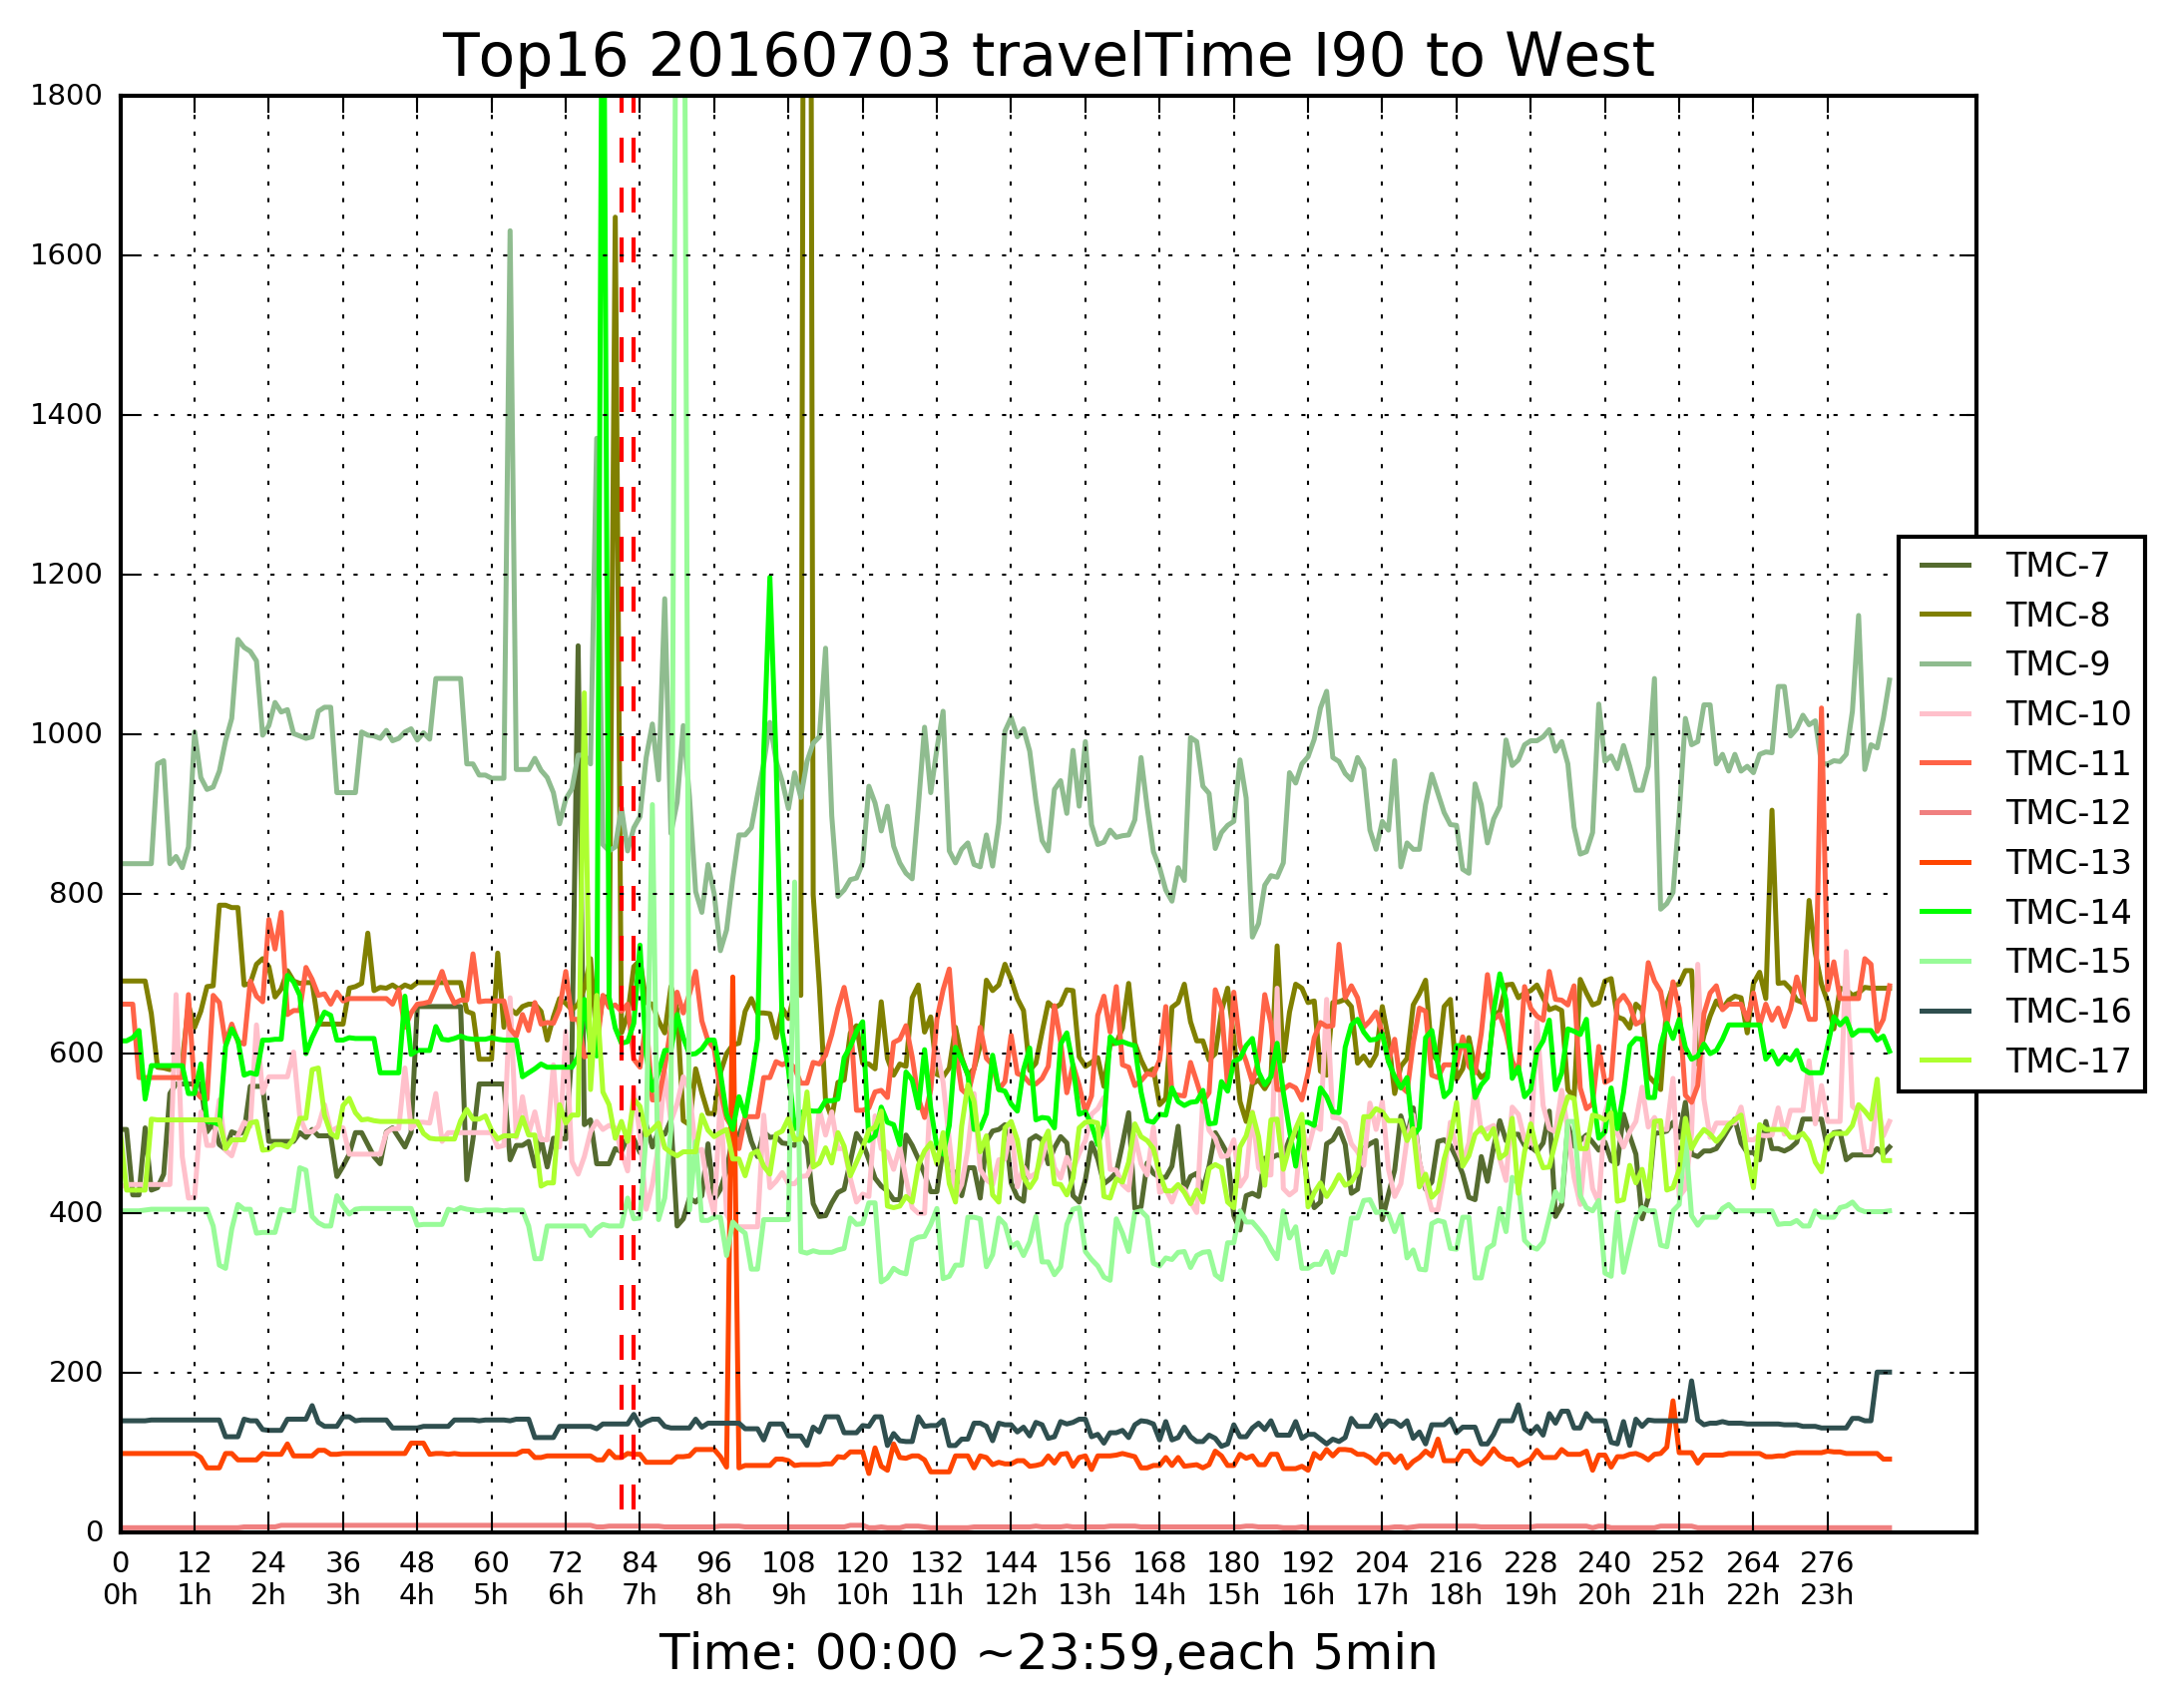 Top16 20160703 travelTime I90 to West
1800
1600
1400
1200
1000
800
600
400
200
0
TMC-7
TMC-8
TMC-9
TMC-10
TMC-11
TMC-12
TMC-13
TMC-14
TMC-15
TMC-16
TMC-17
0 12 24 36 48 60 72 84 96 108 120 132 144 156 168 180 192 204 216 228 240 252 264 276
0h 1h 2h 3h 4h 5h 6h 7h 8h 9h 10h 11h 12h 13h 14h 15h 16h 17h 18h 19h 20h 21h 22h 23h
Time: 00:00 ~23:59,each 5min